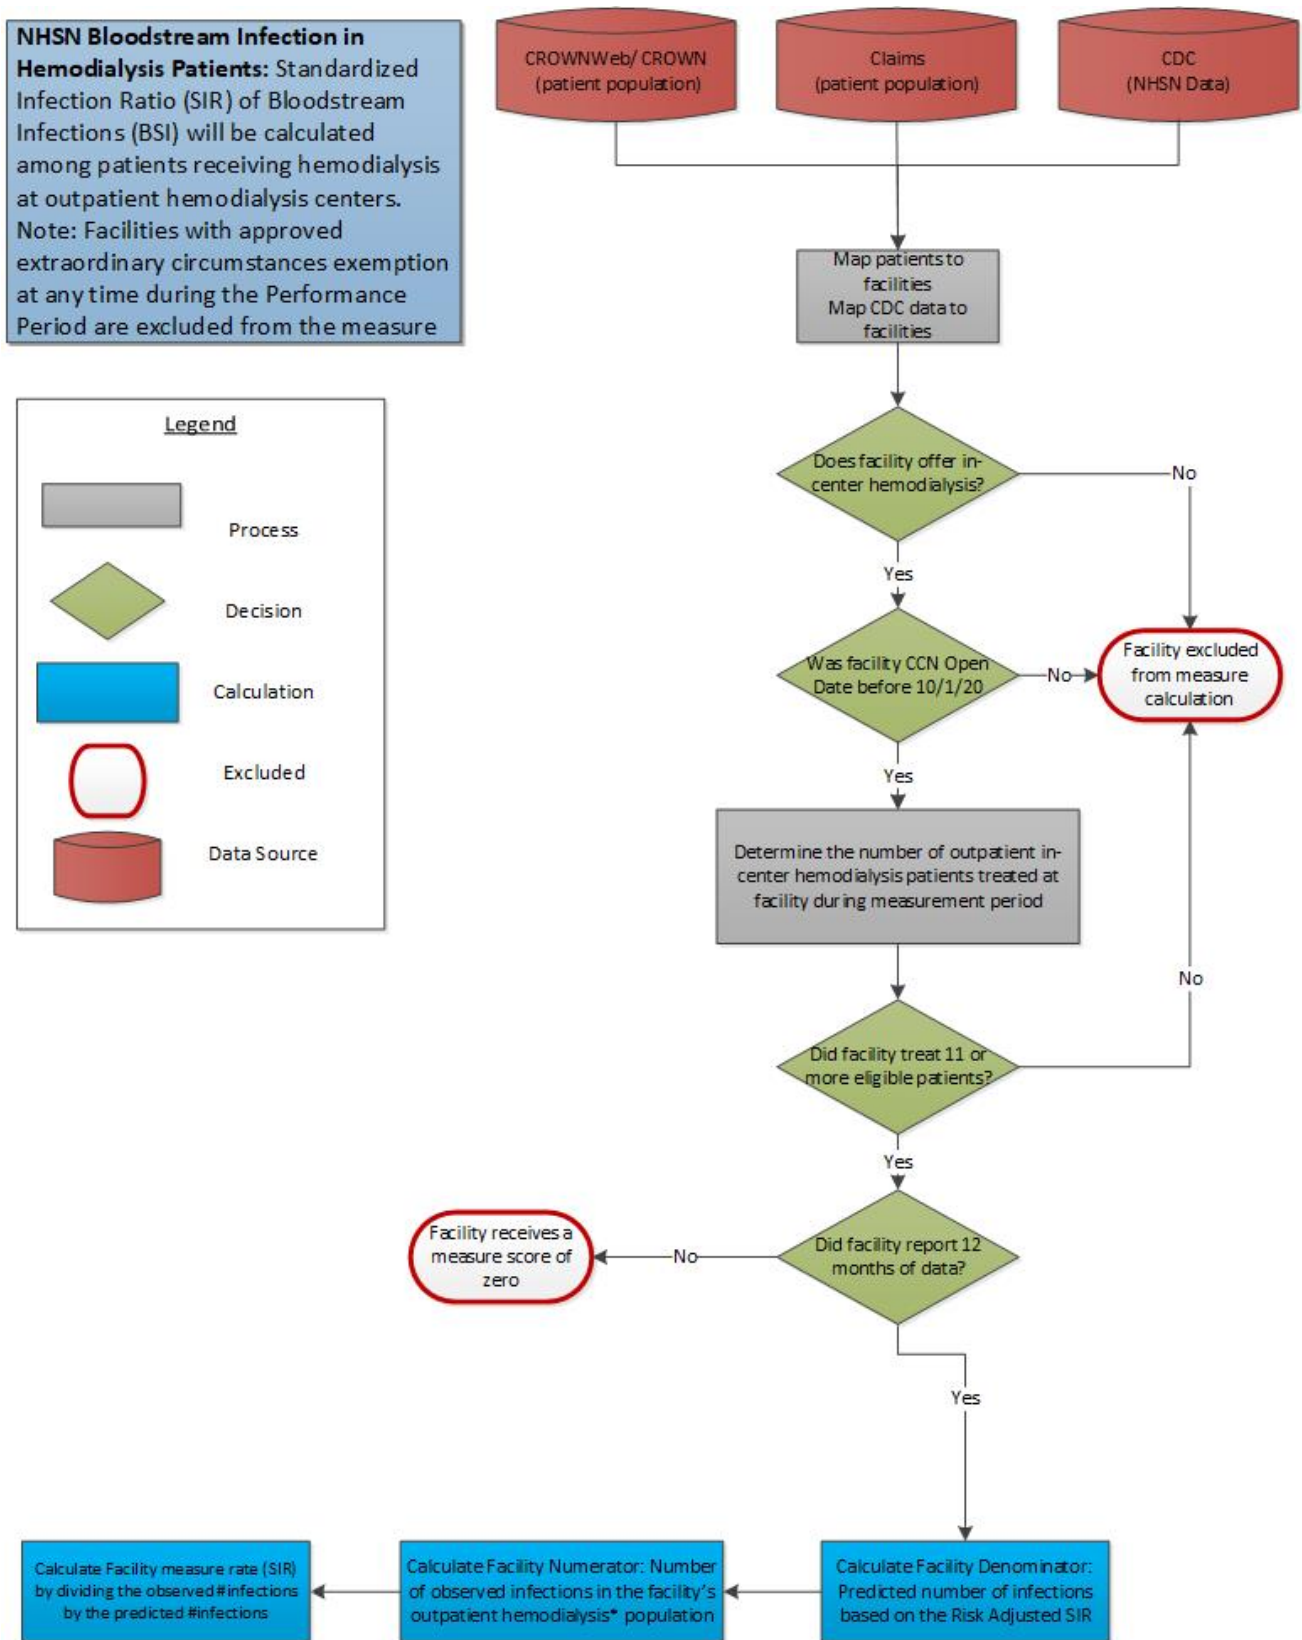 NHSN Bloodstream Infection in
Hemodialysis Patients: Standardized
Infection Ratio (SIR) of Bloodstream
Infections (BSI) will be calculated
among patients receiving hemodialysis
at outpatient hemodialysis centers.
Note: Facilities with approved
extraordinary circumstances exemption
at any time during the Performance
Period are excluded from the measure
CROWNWeb/ CROWN
(patient population)
Claims
(patient population)
CDC
(NHSN Data)
Map patients to
facilities
Map CDC data to
facilities
Legend
Process
Decision
Calculation
Excluded
Data Source
Does facility offer in-
center hemodialysis?
No
Yes
Was facility CCN Open
Date before 10/1/20
No
Facility excluded
from measure
calculation
Yes
Determine the number of outpatient in-
center hemodialysis patients treated at
facility during measurement period
No
Did facility treat 11 or
more eligible patients?
Yes
Did facility report 12
months of data?
No
Facility receives a
measure score of
zero
Yes
Calculate Facility Denominator:
Predicted number of infections
based on the Risk Adjusted SIR
Calculate Facility Numerator: Number
of observed infections in the facility's
outpatient hemodialysis* population
Calculate Facility measure rate (SIR)
by dividing the observed #infections
by the predicted #infections